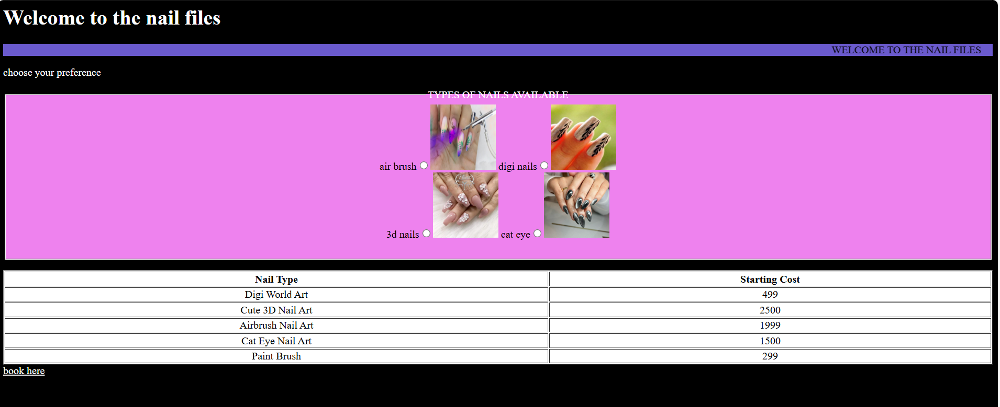 Welcome to the nail files
WELCOME TO THE NAIL FILES
choose your preference
TYPES OF NAILS AVAILABLE
air brush digi nails
3d nails cat eye
Nail Type Starting Cost
Digi World Art 499
Cute 3D Nail Art 2500
Airbrush Nail Art 1999
Cat Eye Nail Art 1500
Paint Brush 299
book here